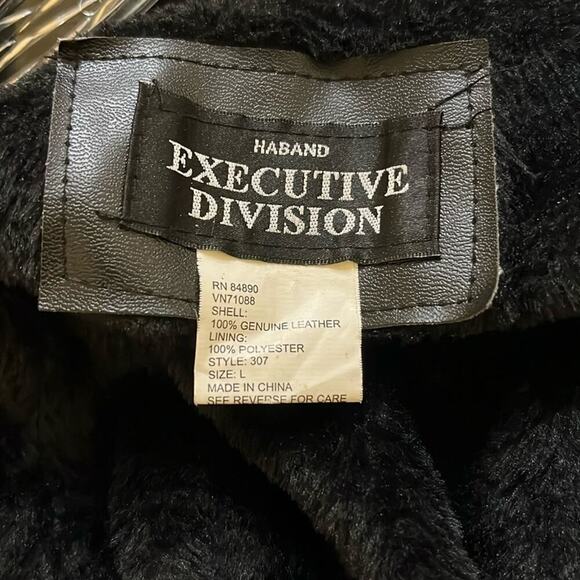 HABAND
EXECUTIVE
DIVISION
RN 84890
VN71088
SHELL:
100% GENUINE LEATHER
LINING:
100% POLYESTER
STYLE: 307
SIZE: L
MADE IN CHINA
SEE REVERSE FOR CARE